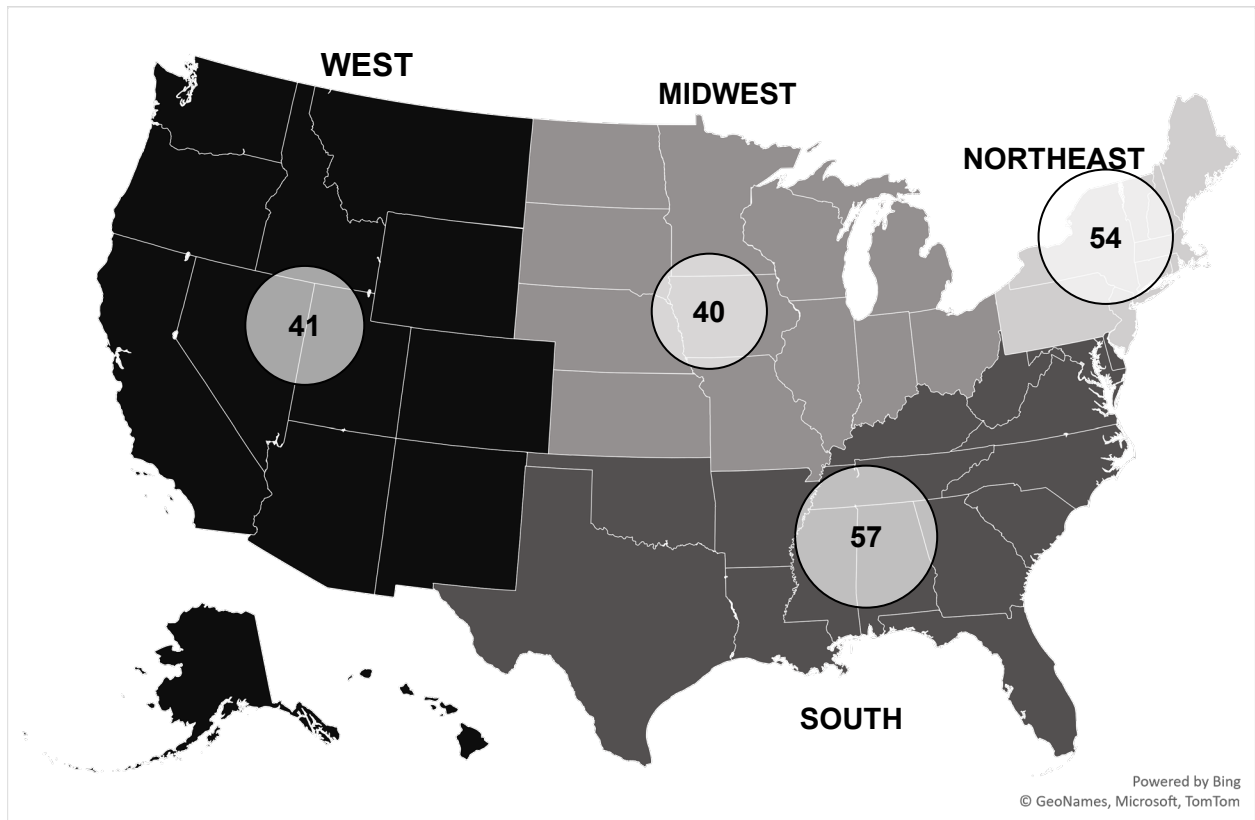 WEST
MIDWEST
NORTHEAST
54
40
41
57
SOUTH
Powered by Bing
© GeoNames, Microsoft, TomTom